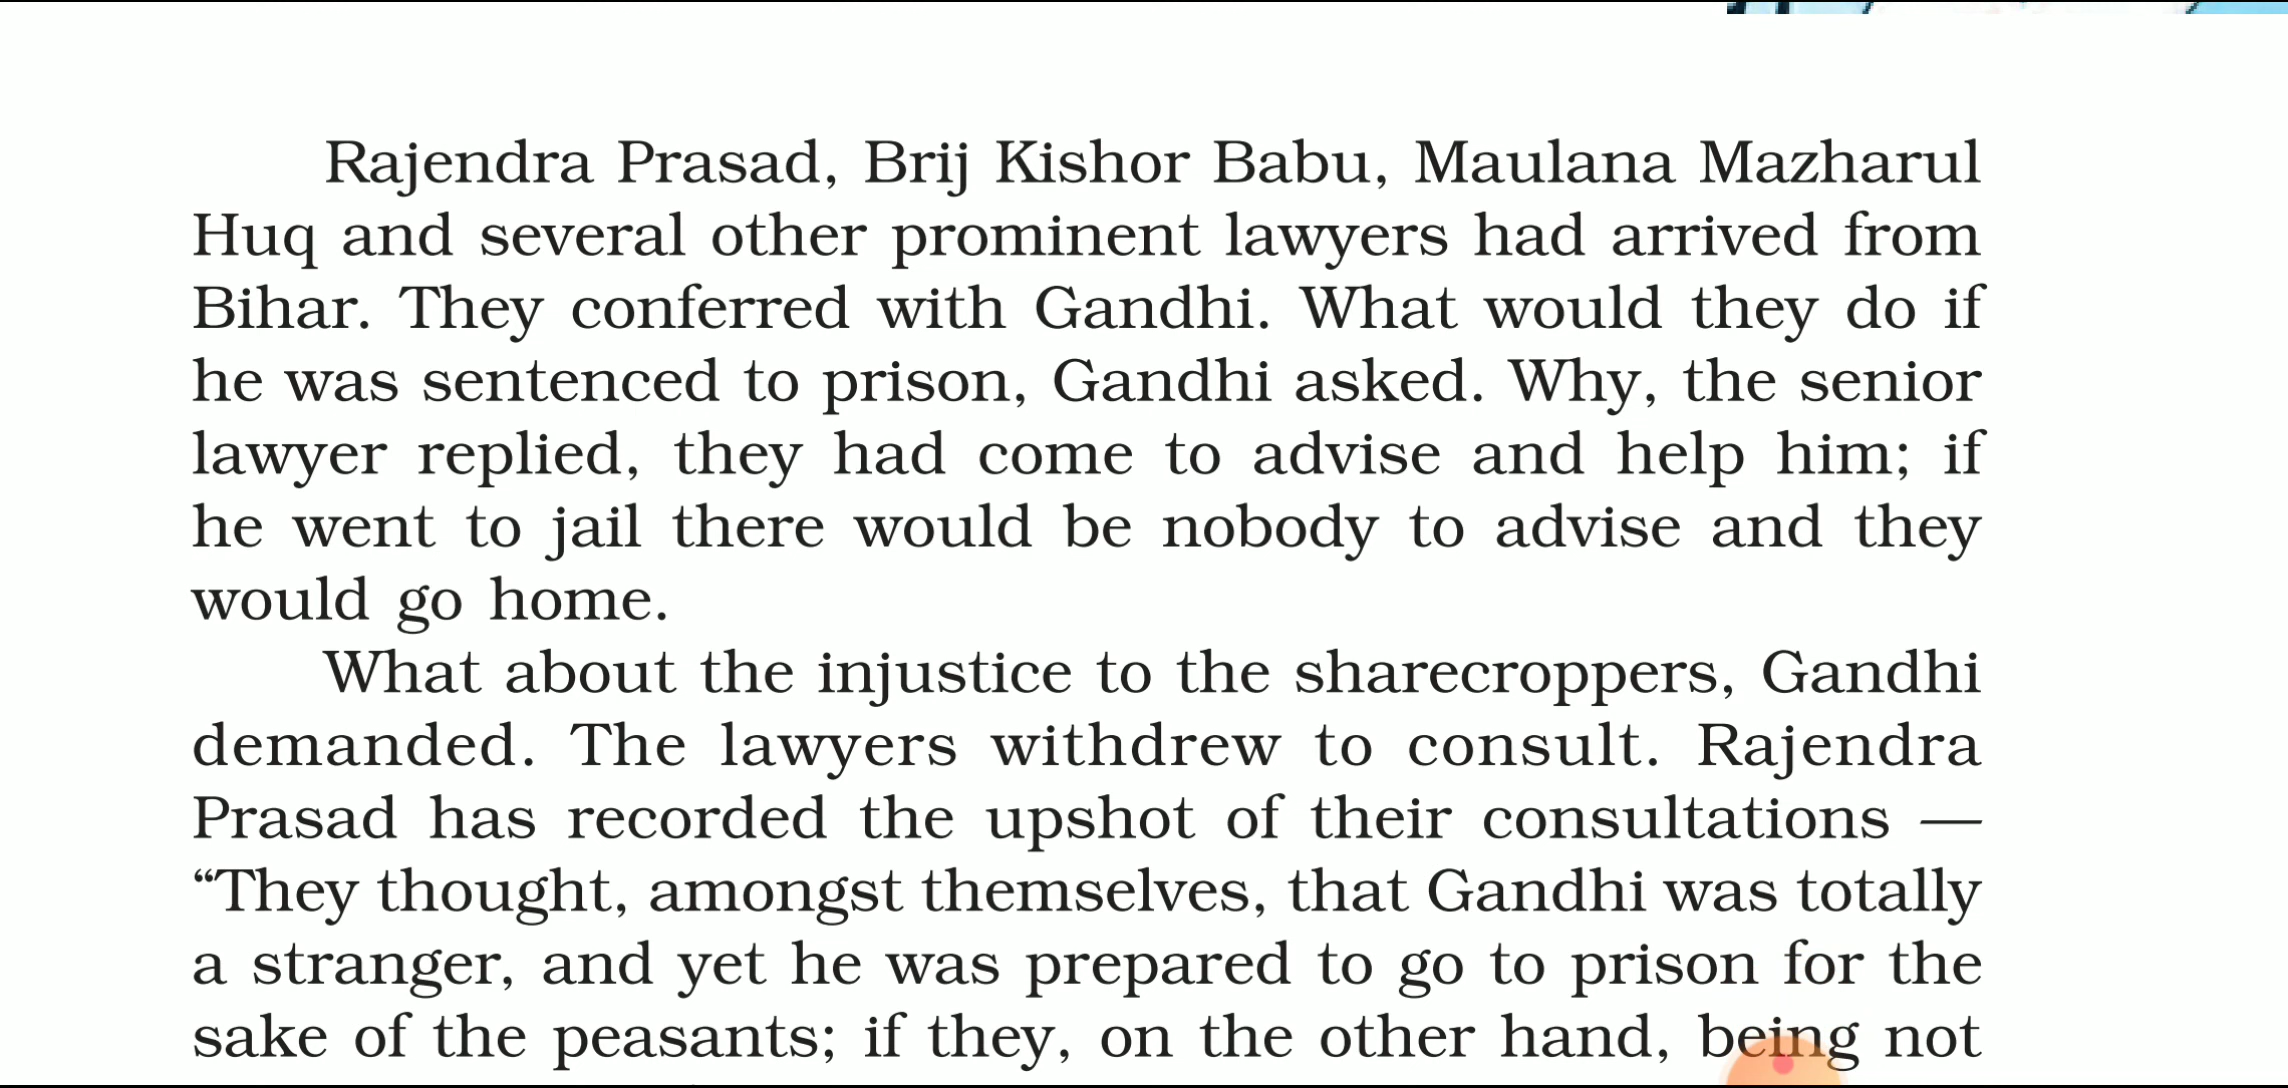 Rajendra Prasad, Brij Kishor Babu, Maulana Mazharul
Huq and several other prominent lawyers had arrived from
Bihar. They conferred with Gandhi. What would they do if
he was sentenced to prison, Gandhi asked. Why, the senior
lawyer replied, they had come to advise and help him; if
he went to jail there would be nobody to advise and they
would go home.
What about the injustice to the sharecroppers, Gandhi
demanded. The lawyers withdrew to consult. Rajendra
Prasad has recorded the upshot of their consultations —
“They thought, amongst themselves, that Gandhi was totally
a stranger, and yet he was prepared to go to prison for the
sake of the peasants; if they, on the other hand, being not